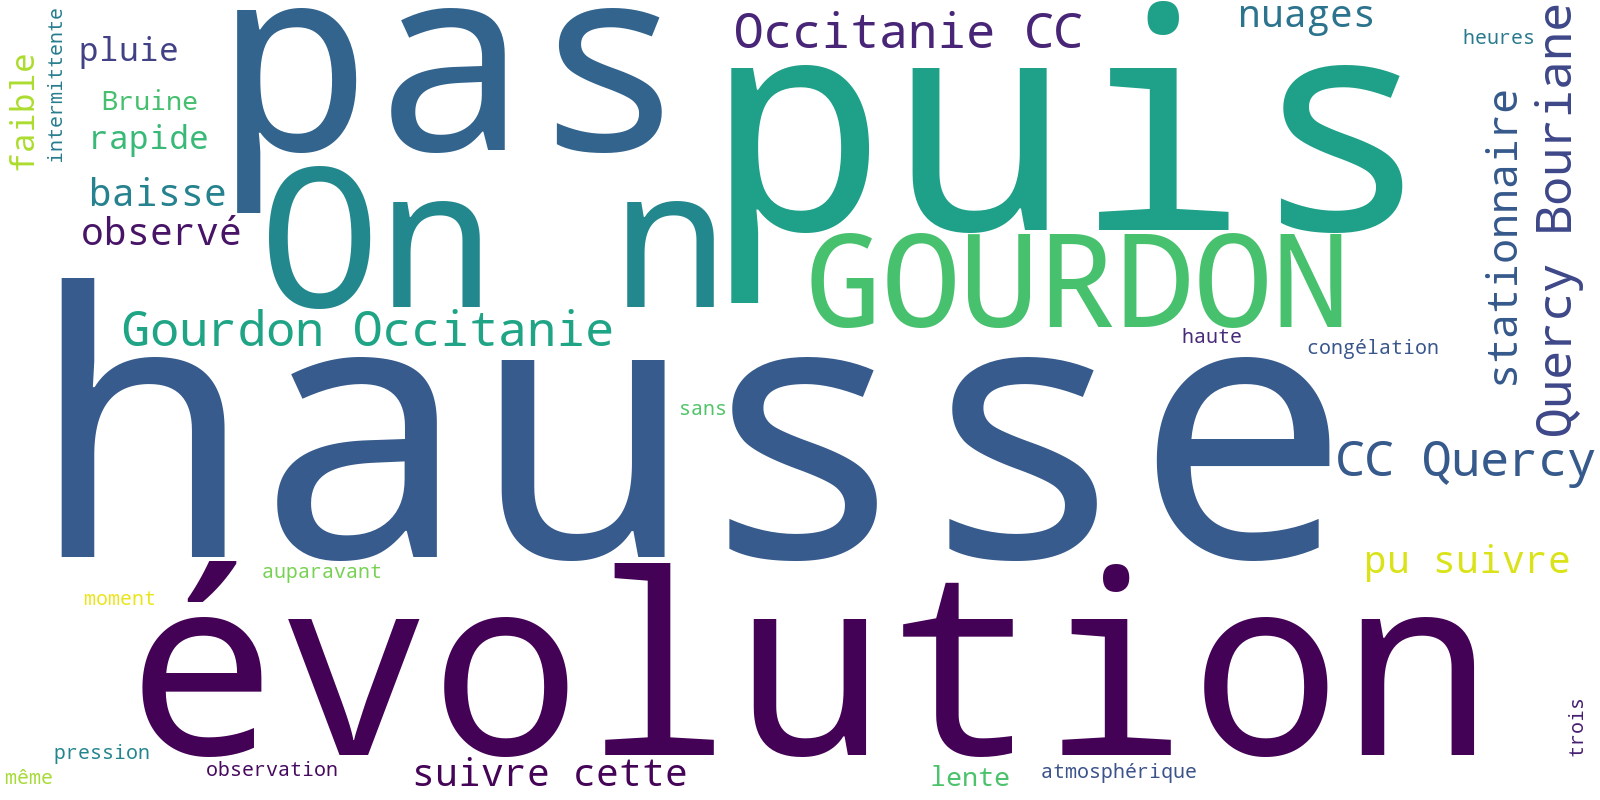 pas
puis
Occitanie CC
nuages
heures
Quercy Bouriane
stationnaire
faible
intermittente
pluie
Bruine
rapide
baisse
observé
On n
GOURDON
Gourdon Occitanie
haute
congélation
hausse
sans
CC Quercy
auparavant
moment
pu suivre
évolution
trois
pression
même
observation
suivre cette
lente
atmosphérique